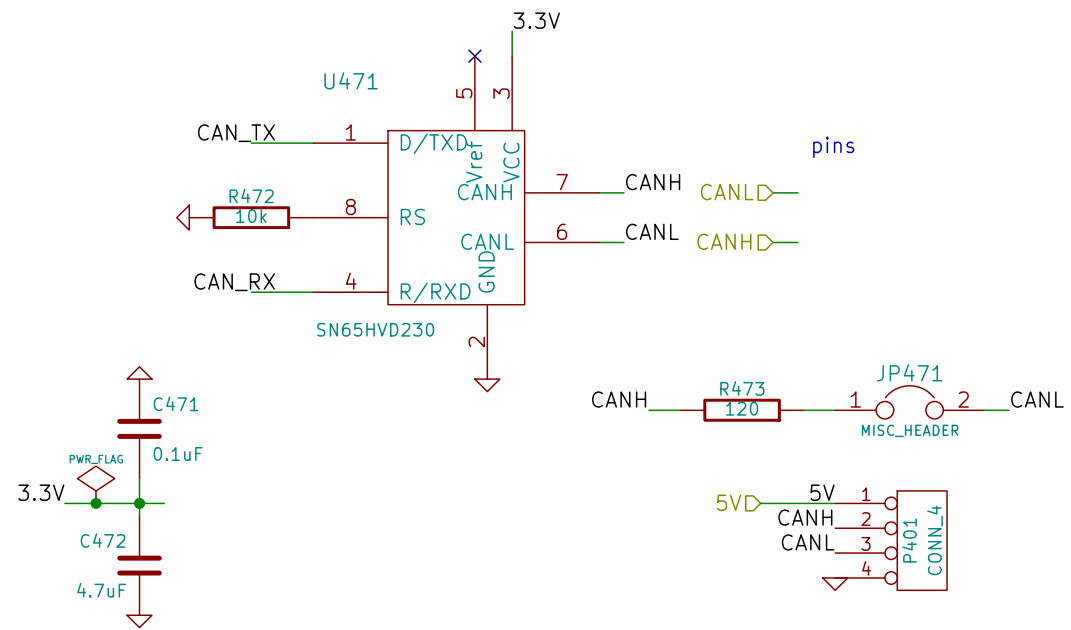 3.3V
U471
5
3
CAN_TX
1
D/TXD
Vref
VCC
pins
R472
10k
8
RS
CANH
7
CANH
CANL
CANL
6
CANL
CANH
GND
CAN_RX
4
R/RXD
SN65HVD230
2
C471
0.1uF
PWR_FLAG
3.3V
C472
4.7uF
CANH
R473
120
JP471
1
2
CANL
MISC_HEADER
5V
5V
1
CANH
2
CANL
3
4
P401
CONN_4